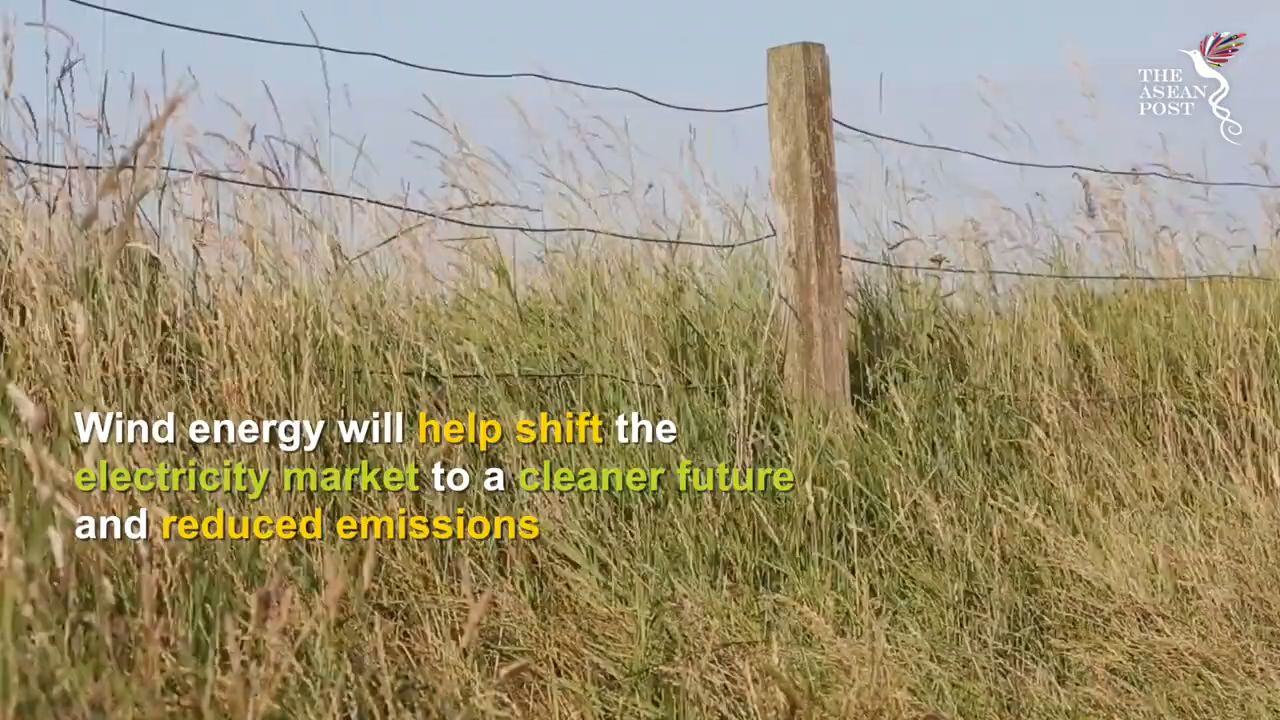 THE
ASEAN
POST
Wind energy will help shift the
electricity market to a cleaner future
and reduced emissions